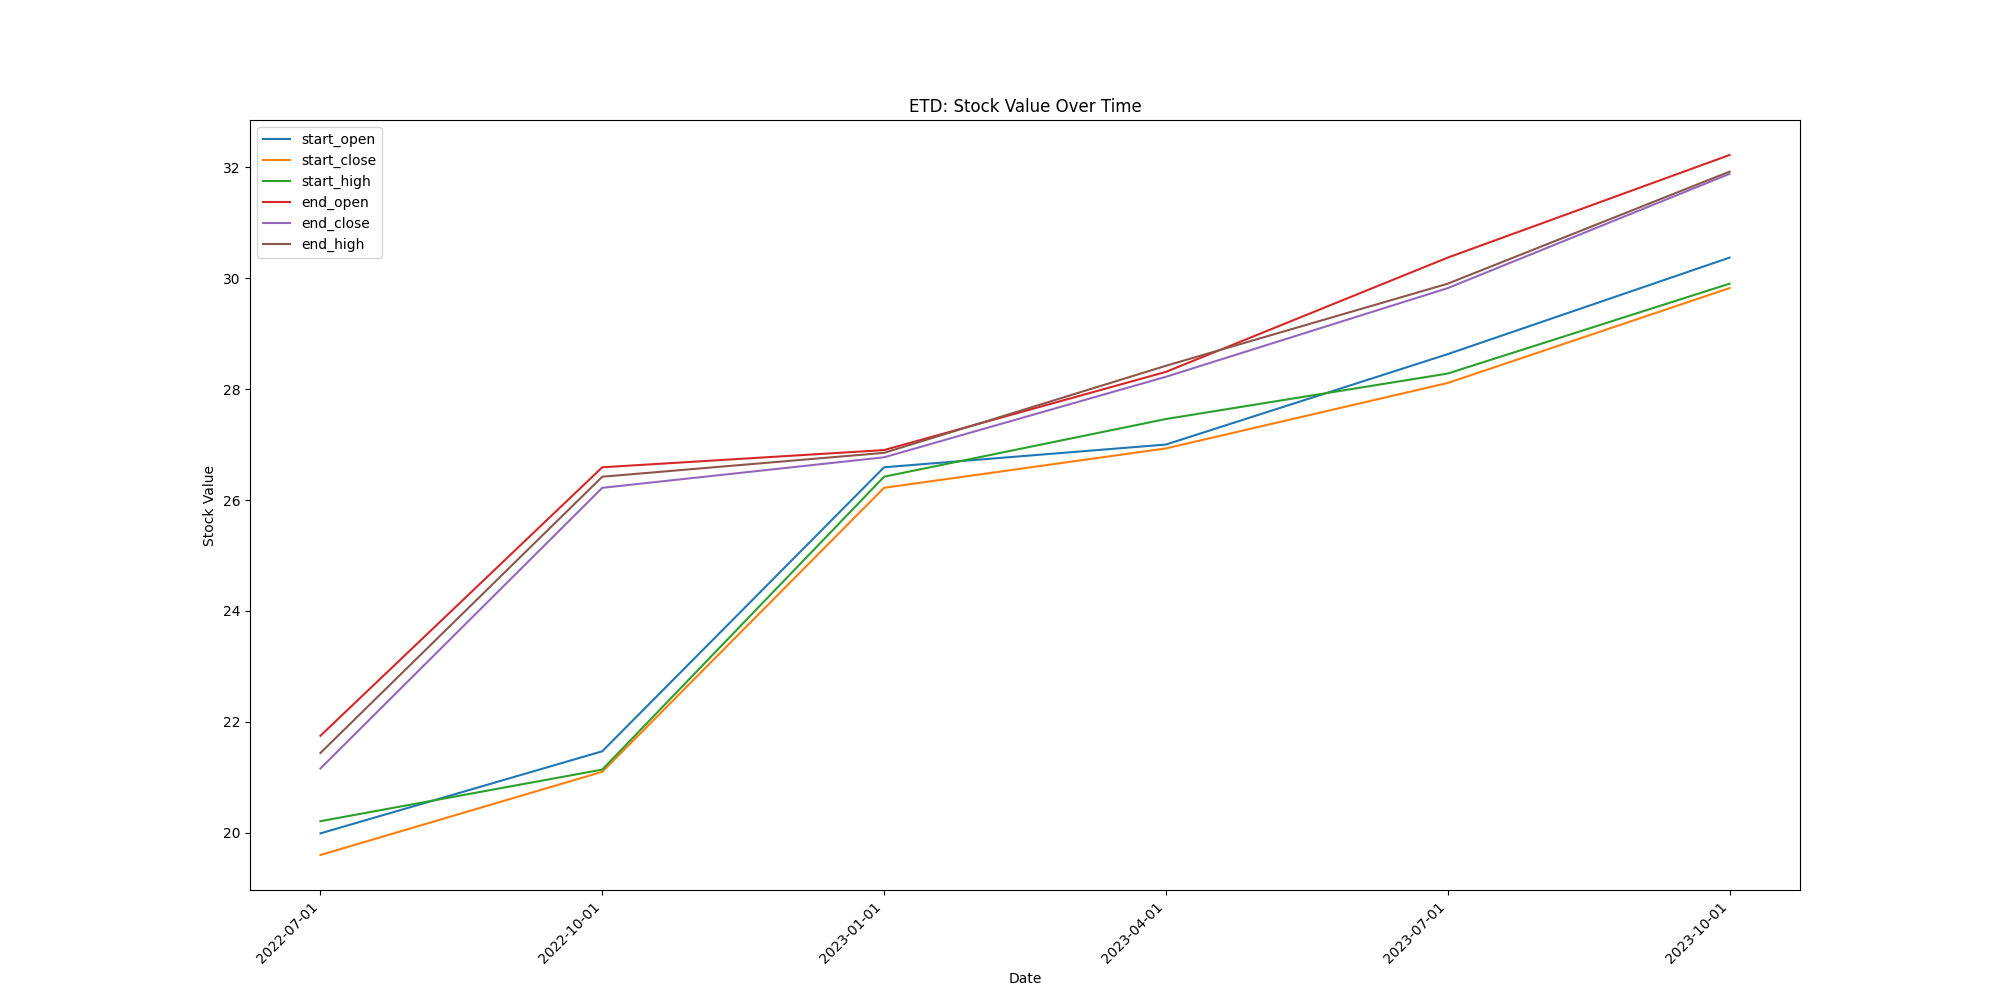 ETD: Stock Value Over Time
start_open
start_close
start_high
end_open
end_close
end_high
Stock Value
32
30
28
26
24
22
20
2022-07-01
2022-10-01
2023-01-01
2023-04-01
2023-07-01
2023-10-01
Date